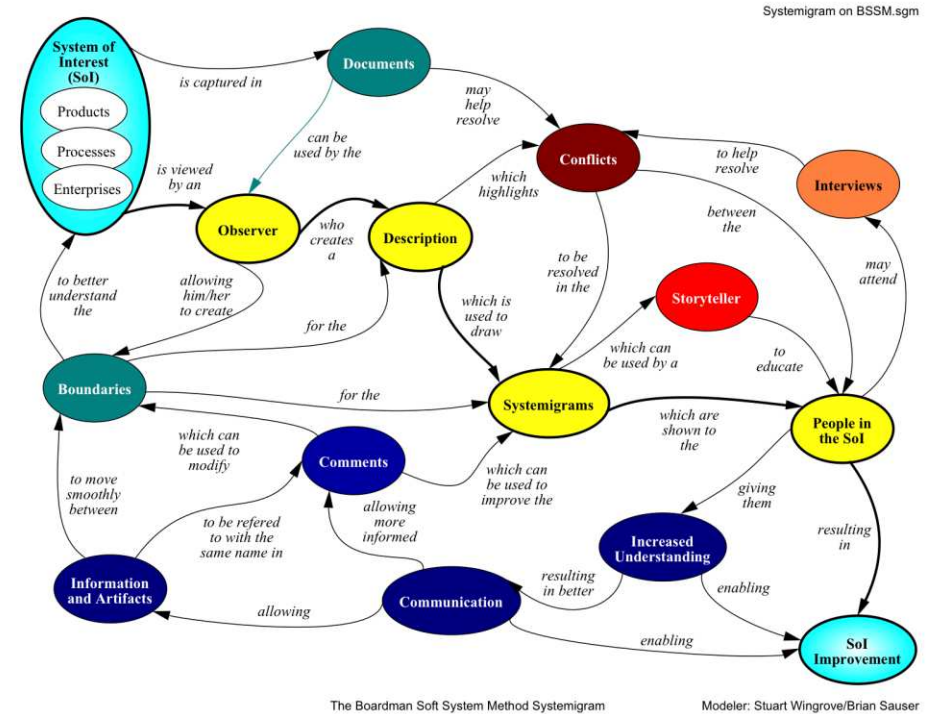 Systemigram on BSSM.sgm
System of
Interest
(SoI)
Products
Processes
Enterprises
is captured in
Documents
may
help
resolve
can be
used by the
is viewed
by an
Observer
who
creates
a
Description
which
highlights
Conflicts
to help
resolve
Interviews
between
the
may
attend
to better
understand
the
allowing
him/her
to create
for the
which is
used to
draw
to be
resolved
in the
Storyteller
which can
be used by a
to
educate
Boundaries
for the
Systemigrams
which are
shown to
the
People in
the SoI
which can
be used to
modify
Comments
which can
be used to
improve the
to move
smoothly
between
to be refered
to with the
same name in
allowing
more
informed
giving
them
resulting
in
Increased
Understanding
Information
and Artifacts
allowing
Communication
resulting
in better
enabling
enabling
SoI
Improvement
The Boardman Soft System Method Systemigram
Modeler: Stuart Wingrove/Brian Sauser